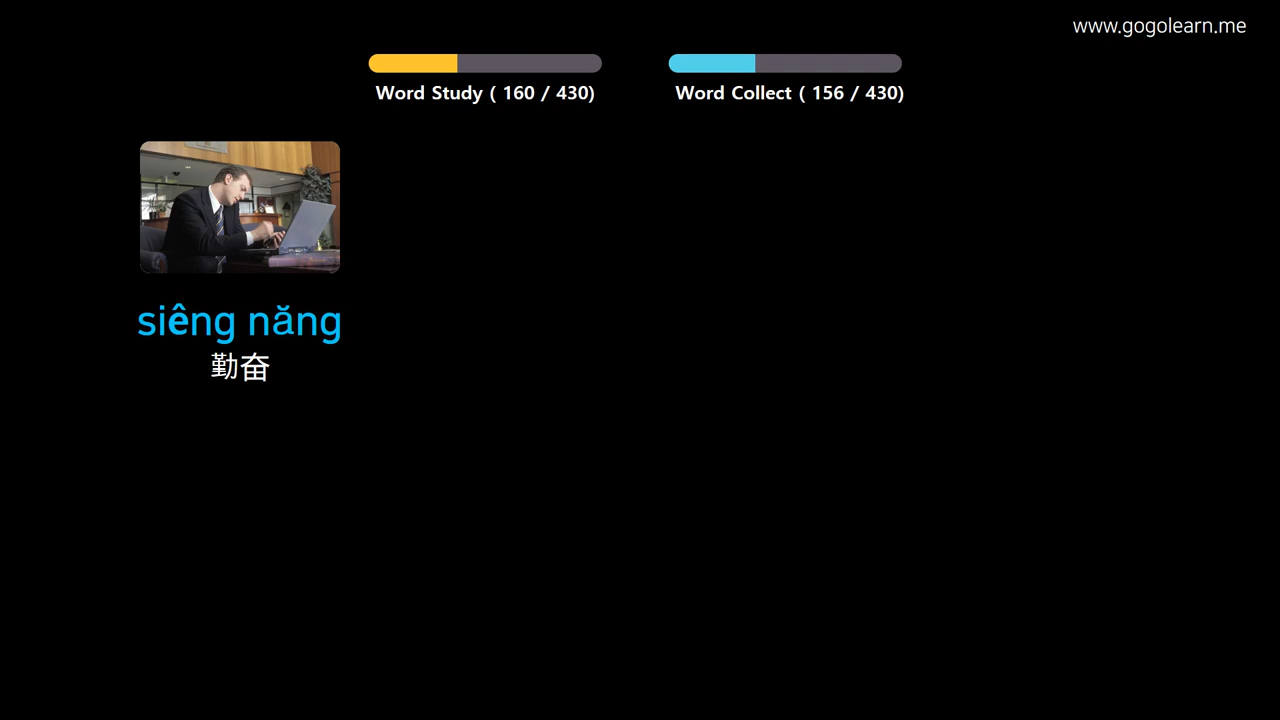 www.gogolearn.me
Word Study ( 160 / 430)
Word Collect ( 156 / 430)
siêng năng
勤奋